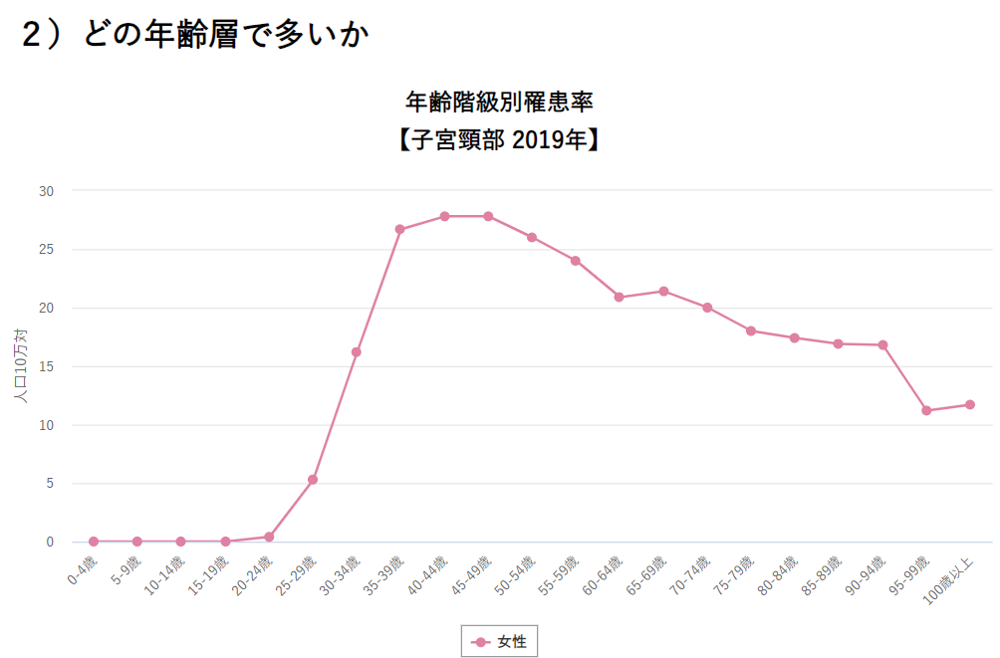 ２）どの年齢層で多いか
年齢階級別罹患率
【子宮頸部 2019年】
人口10万対
30
25
20
15
10
5
0
0-4歳
5-9歳
10-14歳
15-19歳
20-24歳
25-29歳
30-34歳
35-39歳
40-44歳
45-49歳
50-54歳
55-59歳
60-64歳
65-69歳
70-74歳
75-79歳
80-84歳
85-89歳
90-94歳
95-99歳
100歳以上
女性